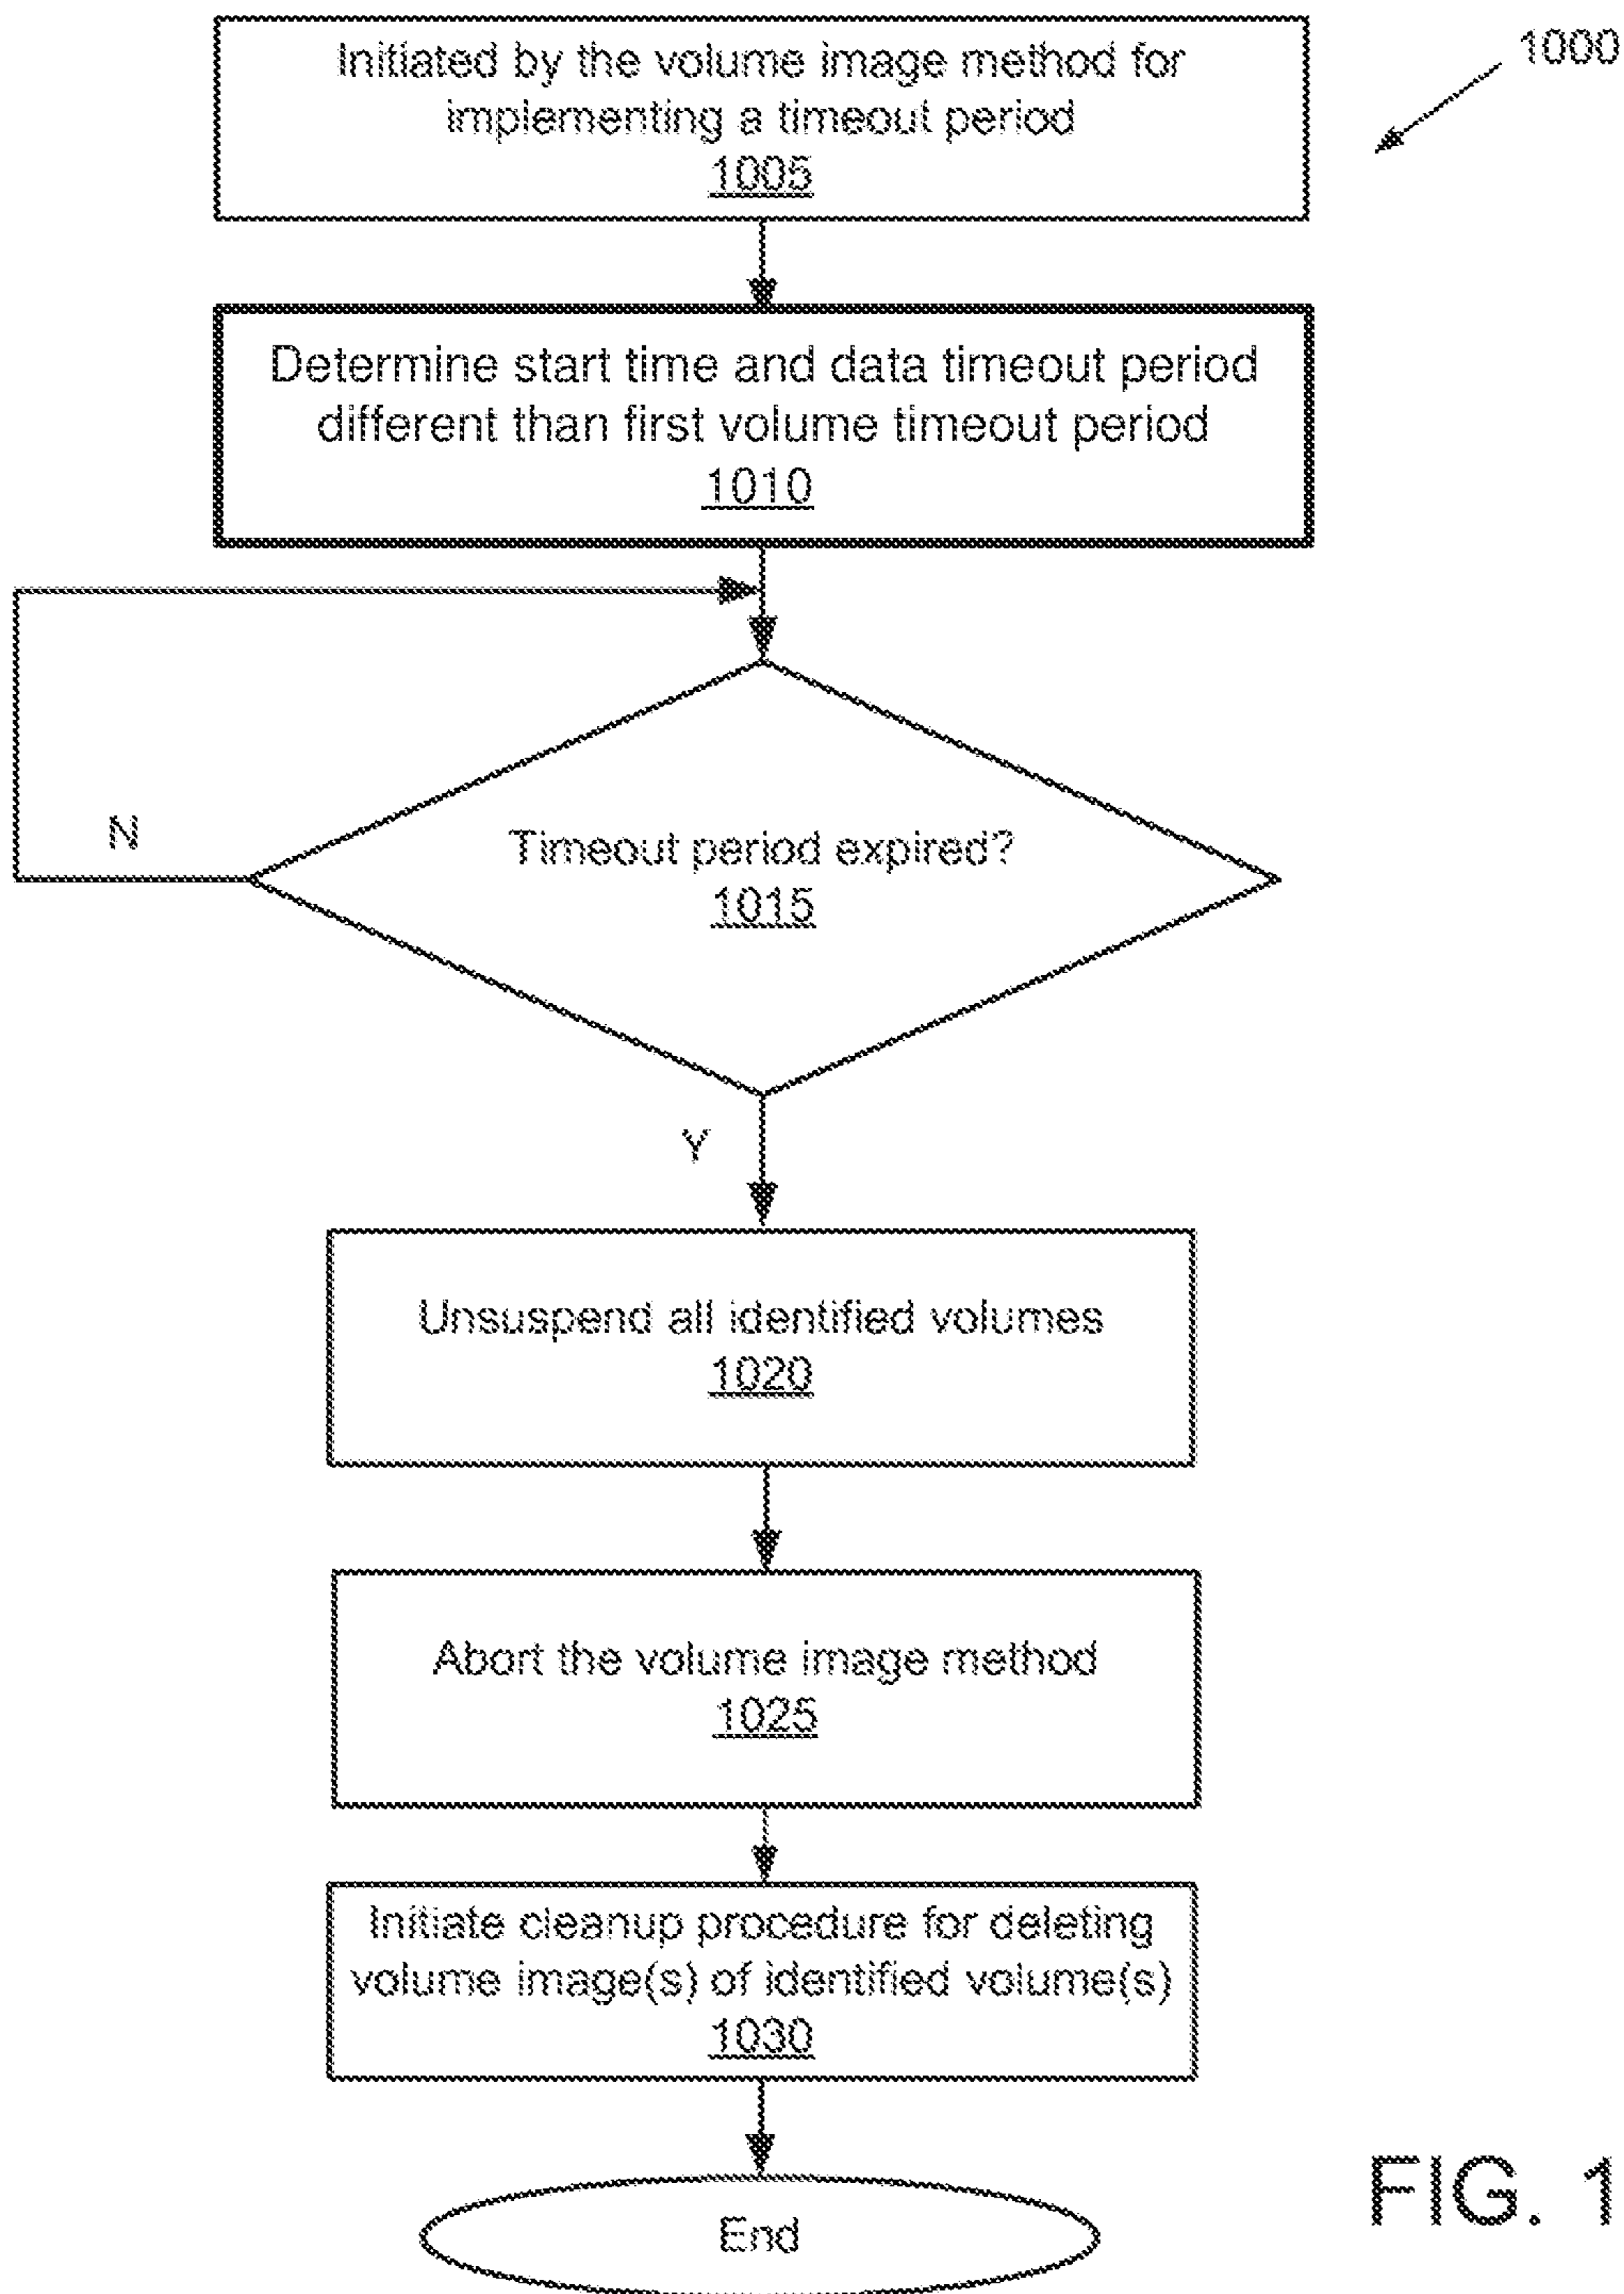 Initiated by the volume image method for
implementing a timeout period
1005
1000
Determine start time and data timeout period
different than first volume timeout period
1010
N
Timeout period expired?
1015
Y
Unsuspend all identified volumes
1020
Abort the volume image method
1025
Initiate cleanup procedure for deleting
volume image(s) of identified volume(s)
1030
End
FIG. 1